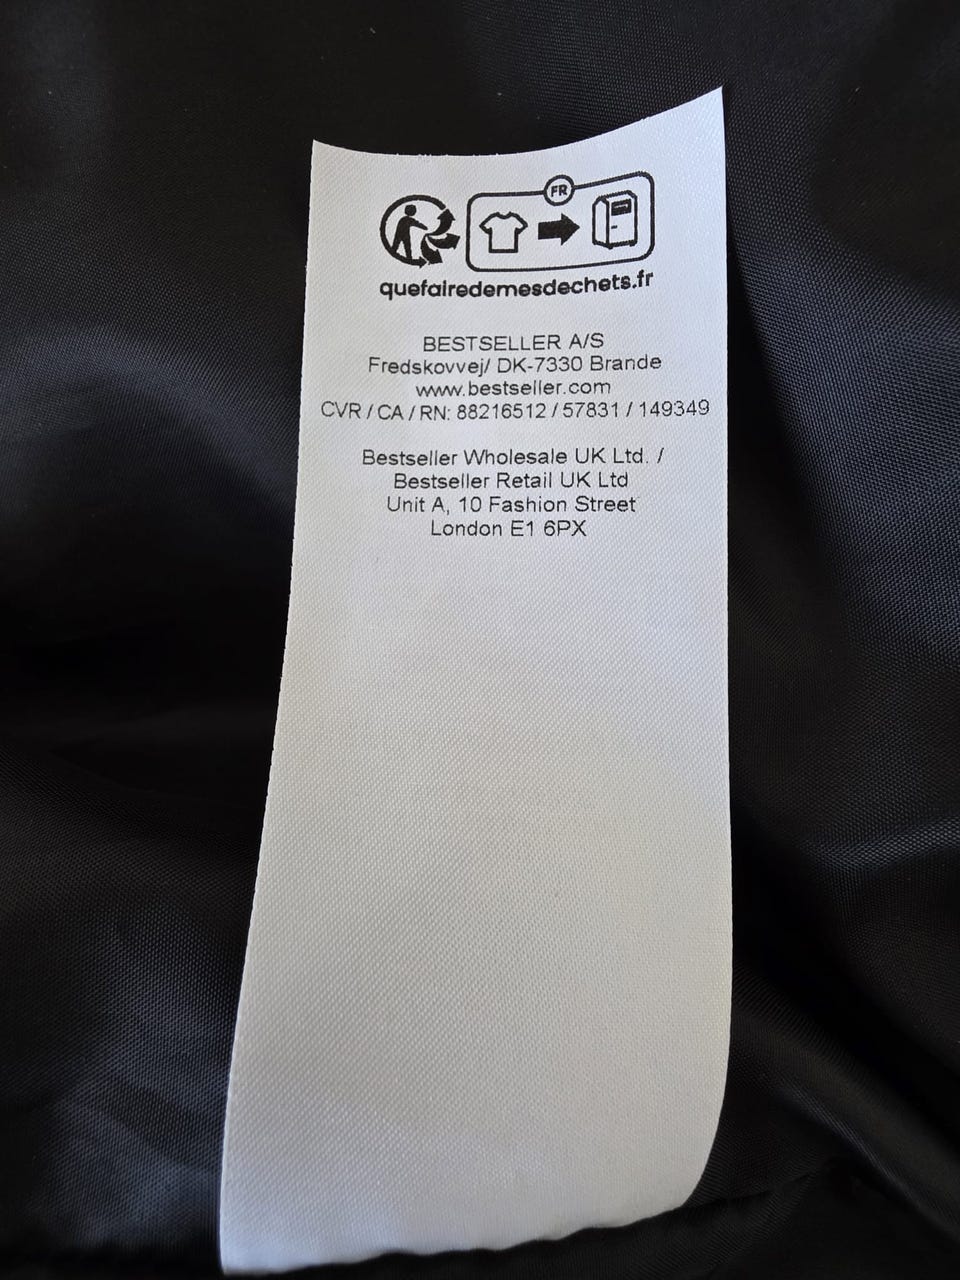 FR
quefairedemesdechets.fr
BESTSELLER A/S
Fredskovvej/ DK-7330 Brande
www.bestseller.com
CVR / CA / RN: 88216512 / 57831 / 149349
Bestseller Wholesale UK Ltd. /
Bestseller Retail UK Ltd
Unit A, 10 Fashion Street
London E1 6PX